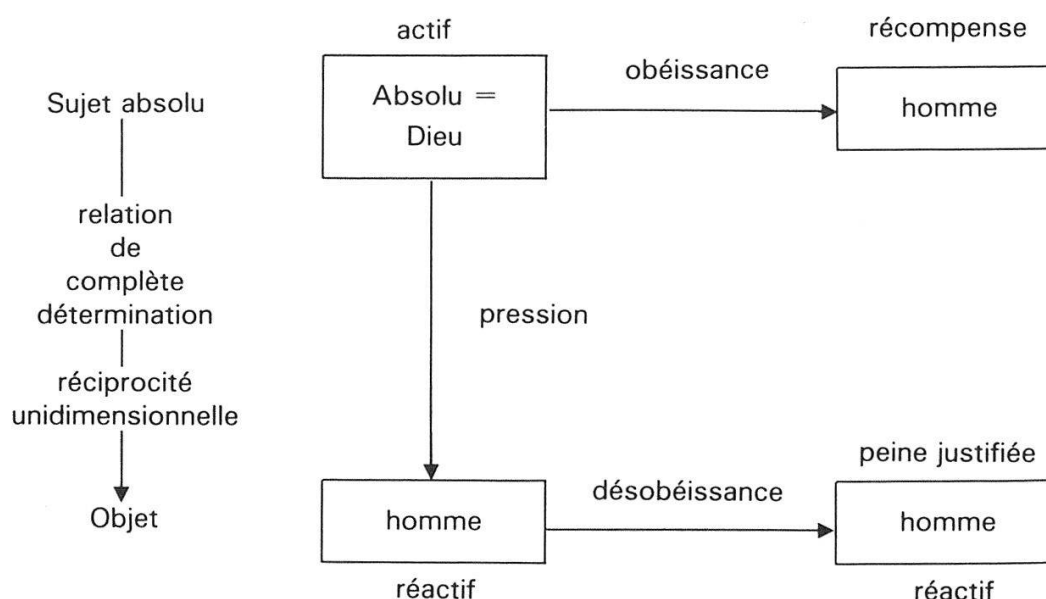 actif
récompense
Sujet absolu
Absolu =
Dieu
obéissance
homme
relation
de
complète
détermination
pression
réciprocité
unidimensionnelle
Objet
homme
réactif
désobéissance
peine justifiée
homme
réactif